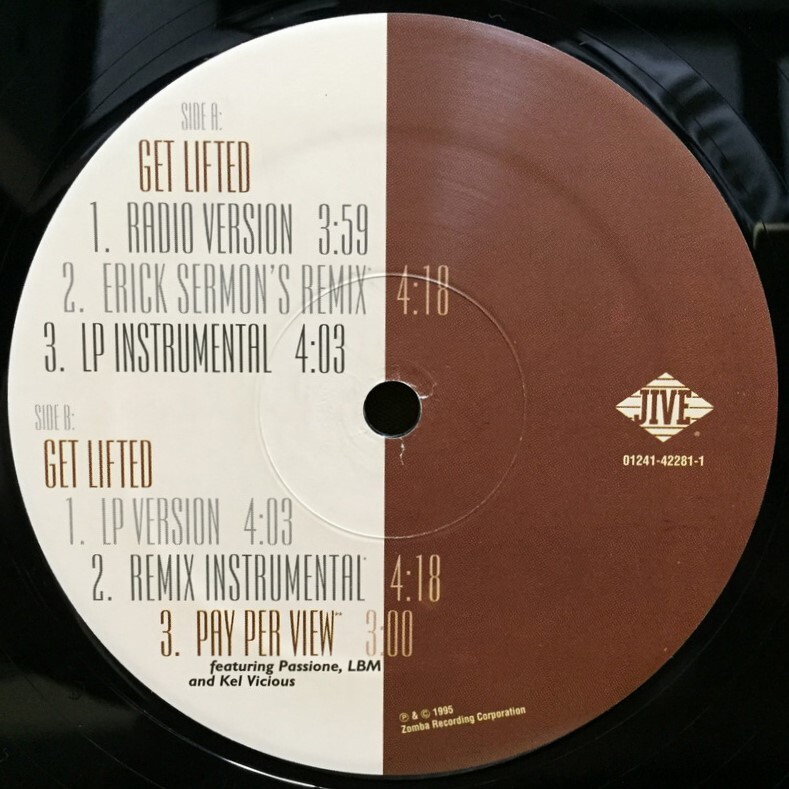 SIDE A:
GET LIFTED
1. RADIO VERSION 3:59
2. ERICK SERMON'S REMIX* 4:18
3. LP INSTRUMENTAL 4:03
SIDE B:
GET LIFTED
1. LP VERSION 4:03
2. REMIX INSTRUMENTAL* 4:18
3. PAY PER VIEW** 3:00
featuring Passione, LBM
and Kel Vicious
JIVE®
01241-42281-1
℗ & © 1995
Zomba Recording Corporation